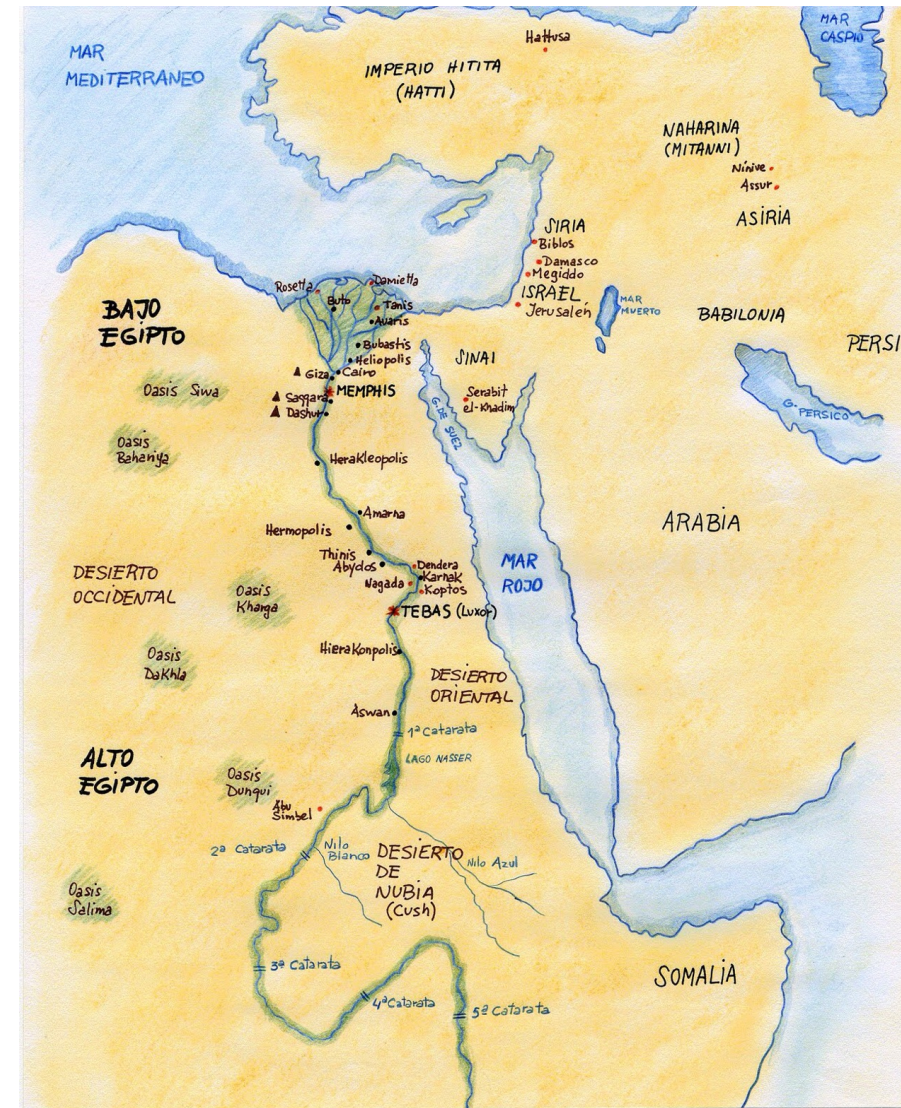 MAR
MEDITERRANEO
Hattusa
IMPERIO HITITA
(HATTI)
MAR
CASPIO
NAHARINA
(MITANNI)
Ninive
Assur
ASIRIA
SIRIA
Biblos
Damasco
Megiddo
ISRAEL
Jerusalén
MAR
MUERTO
BABILONIA
PERSI
G. PERSICO
ARABIA
SINAI
Serabit
el-Khadim
G. DE SUEZ
MAR
ROJO
Rosetta
Damietta
Buto
Tanis
Avaris
Bubastis
Heliopolis
Giza
Cairo
MEMPHIS
Saqqara
Dashur
BAJO
EGIPTO
Oasis Siwa
Oasis
Bahariya
Herakleopolis
Amarna
Hermopolis
Thinis
Abydos
Dendera
Karnak
Nagada
Koptos
TEBAS (Luxor)
DESIERTO
OCCIDENTAL
Oasis
Kharga
Oasis
Dakhla
Hierakonpolis
DESIERTO
ORIENTAL
Aswan
1ª Catarata
LAGO NASSER
ALTO
EGIPTO
Oasis
Dunqui
Abu
Simbel
2ª Catarata
Nilo
Blanco
DESIERTO
DE
NUBIA
(Cush)
Nilo Azul
Oasis
Salima
3ª Catarata
4ª Catarata
5ª Catarata
SOMALIA